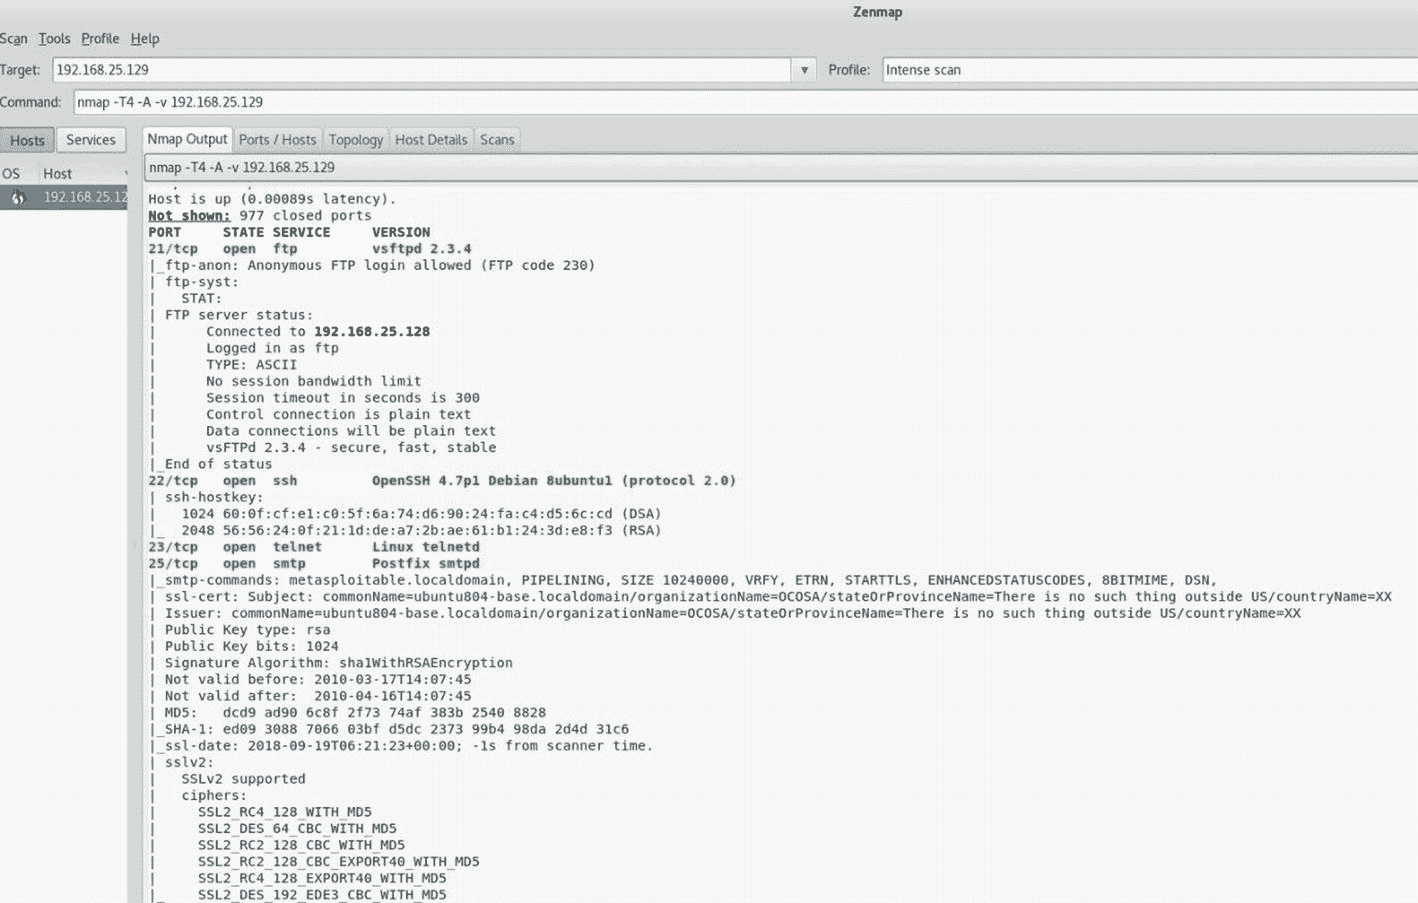 Zenmap
Scan Tools Profile Help
Target: 192.168.25.129 Profile: Intense scan
Command: nmap -T4 -A -v 192.168.25.129
Hosts Services Nmap Output Ports / Hosts Topology Host Details Scans
OS Host nmap -T4 -A -v 192.168.25.129
192.168.25.12
Host is up (0.00089s latency).
Not shown: 977 closed ports
PORT STATE SERVICE VERSION
21/tcp open ftp vsftpd 2.3.4
|_ftp-anon: Anonymous FTP login allowed (FTP code 230)
| ftp-syst:
| STAT:
| FTP server status:
| Connected to 192.168.25.128
| Logged in as ftp
| TYPE: ASCII
| No session bandwidth limit
| Session timeout in seconds is 300
| Control connection is plain text
| Data connections will be plain text
| vsFTPd 2.3.4 - secure, fast, stable
|_End of status
22/tcp open ssh OpenSSH 4.7p1 Debian 8ubuntu1 (protocol 2.0)
| ssh-hostkey:
| 1024 60:0f:cf:e1:c0:5f:6a:74:d6:90:24:fa:c4:d5:6c:cd (DSA)
|_ 2048 56:56:24:0f:21:1d:de:a7:2b:ae:61:b1:24:3d:e8:f3 (RSA)
23/tcp open telnet Linux telnetd
25/tcp open smtp Postfix smtpd
|_smtp-commands: metasploitable.localdomain, PIPELINING, SIZE 10240000, VRFY, ETRN, STARTTLS, ENHANCEDSTATUSCODES, 8BITMIME, DSN,
| ssl-cert: Subject: commonName=ubuntu804-base.localdomain/organizationName=OCOSA/stateOrProvinceName=There is no such thing outside US/countryName=XX
| Issuer: commonName=ubuntu804-base.localdomain/organizationName=OCOSA/stateOrProvinceName=There is no such thing outside US/countryName=XX
| Public Key type: rsa
| Public Key bits: 1024
| Signature Algorithm: sha1WithRSAEncryption
| Not valid before: 2010-03-17T14:07:45
| Not valid after: 2010-04-16T14:07:45
| MD5: dcd9 ad90 6c8f 2f73 74af 383b 2540 8828
|_SHA-1: ed09 3088 7066 03bf d5dc 2373 99b4 98da 2d4d 31c6
|_ssl-date: 2018-09-19T06:21:23+00:00; -1s from scanner time.
| sslv2:
| SSLv2 supported
| ciphers:
| SSL2_RC4_128_WITH_MD5
| SSL2_DES_64_CBC_WITH_MD5
| SSL2_RC2_128_CBC_WITH_MD5
| SSL2_RC2_128_CBC_EXPORT40_WITH_MD5
| SSL2_RC4_128_EXPORT40_WITH_MD5
|_ SSL2_DES_192_EDE3_CBC_WITH_MD5